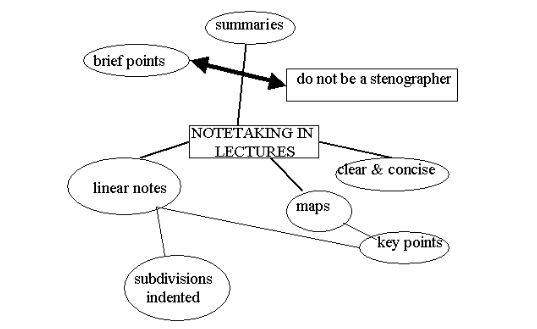 summaries
brief points
do not be a stenographer
NOTETAKING IN
LECTURES
clear & concise
linear notes
maps
key points
subdivisions
indented